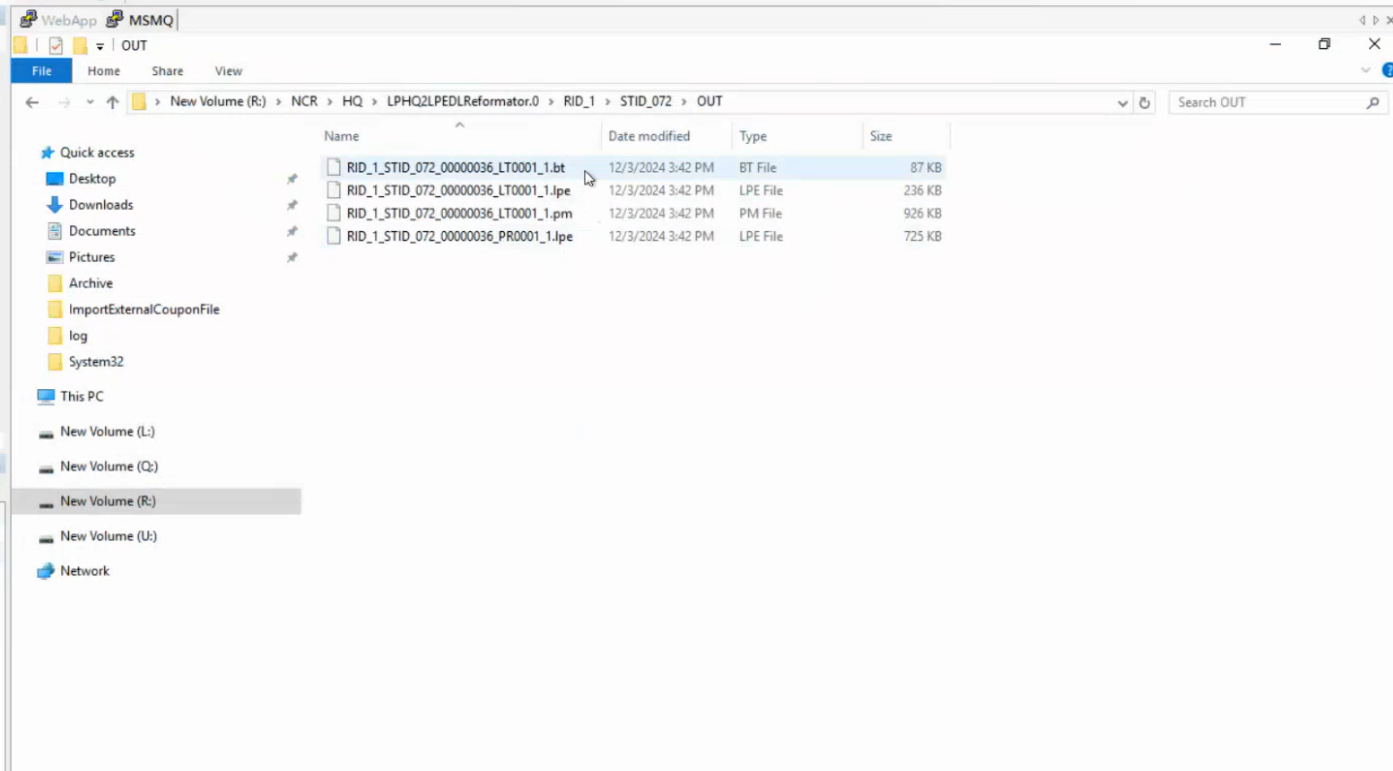 WebApp MSMQ
OUT
File Home Share View
New Volume (R:) > NCR > HQ > LPHQ2LPEDLReformator.0 > RID_1 > STID_072 > OUT Search OUT
Name Date modified Type Size
Quick access
Desktop
Downloads
Documents
Pictures
Archive
ImportExternalCouponFile
log
System32
This PC
New Volume (L:)
New Volume (Q:)
New Volume (R:)
New Volume (U:)
Network
RID_1_STID_072_00000036_LT0001_1.bt 12/3/2024 3:42 PM BT File 87 KB
RID_1_STID_072_00000036_LT0001_1.lpe 12/3/2024 3:42 PM LPE File 236 KB
RID_1_STID_072_00000036_LT0001_1.pm 12/3/2024 3:42 PM PM File 926 KB
RID_1_STID_072_00000036_PR0001_1.lpe 12/3/2024 3:42 PM LPE File 725 KB